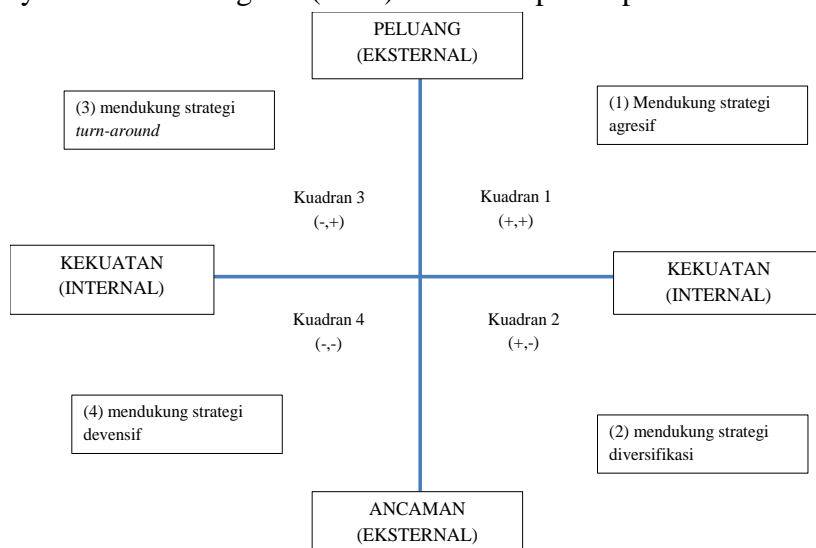 PELUANG
(EKSTERNAL)
(3) mendukung strategi
turn-around
(1) Mendukung strategi
agresif
Kuadran 3
(-,+)
Kuadran 1
(+,+)
KEKUATAN
(INTERNAL)
KEKUATAN
(INTERNAL)
Kuadran 4
(-,-)
Kuadran 2
(+,-)
(4) mendukung strategi
devensif
(2) mendukung strategi
diversifikasi
ANCAMAN
(EKSTERNAL)